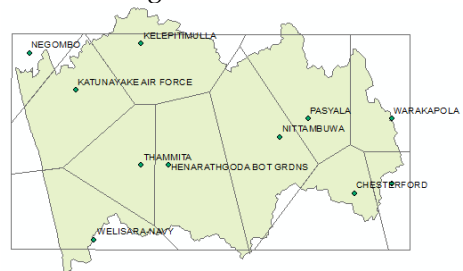 KELEPITIMULLA
NEGOMBO
KATUNAYAKE AIR FORCE
PASYALA
WARAKAPOLA
NITTAMBUWA
THAMMITA
HENARATHGODA BOT GRDNS
CHESTERFORD
WELISARA NAVY